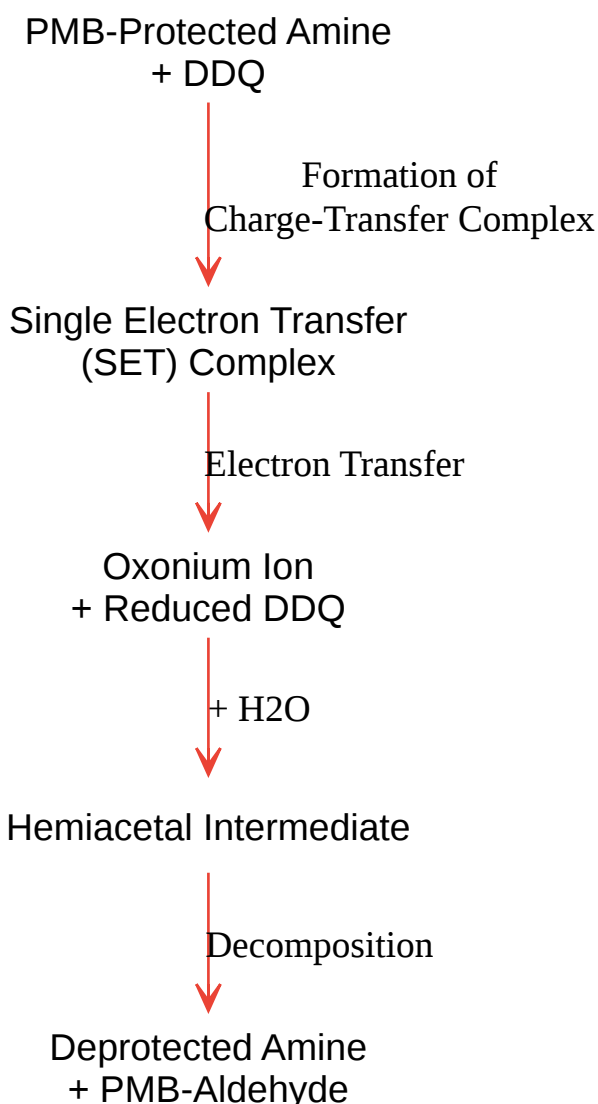 PMB-Protected Amine
+ DDQ
Formation of
Charge-Transfer Complex
Single Electron Transfer
(SET) Complex
Electron Transfer
Oxonium Ion
+ Reduced DDQ
+ H2O
Hemiacetal Intermediate
Decomposition
Deprotected Amine
+ PMB-Aldehyde